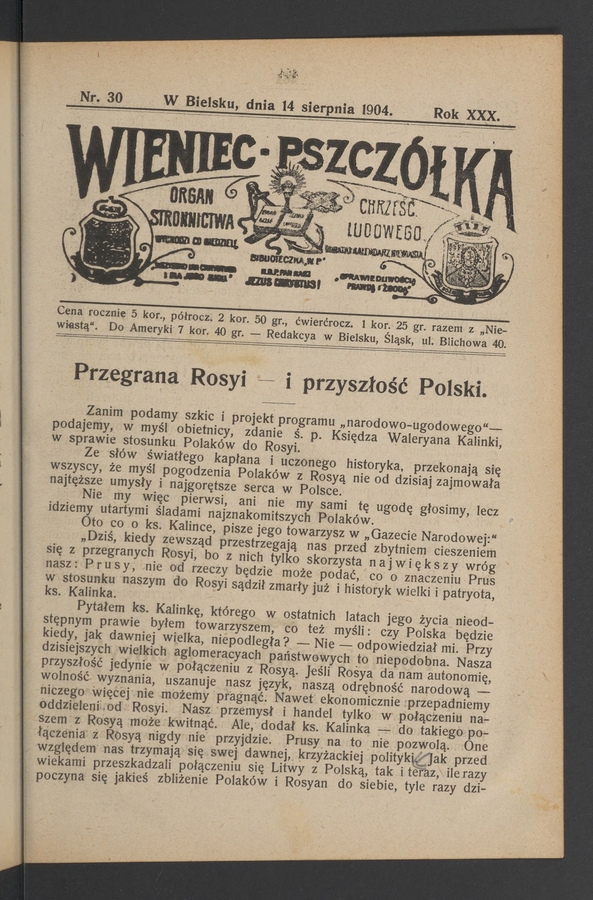 Nr. 30 W Bielsku, dnia 14 sierpnia 1904. Rok XXX.
WIENIEC-PSZCZÓŁKA
ORGAN CHRZEŚC.
STRONNICTWA LUDOWEGO.
WYCHODZI CO NIEDZIELĘ
BIBLIOTECZKA „W. P"
JEZUS CHRYSTUS!
„SPRAWIEDLIWOŚCIĄ
PRAWDĄ I ZGODĄ"
Cena rocznie 5 kor., półrocz. 2 kor. 50 gr., ćwierćrocz. 1 kor. 25 gr. razem z „Nie-
wiastą". Do Ameryki 7 kor. 40 gr. — Redakcya w Bielsku, Śląsk, ul. Blichowa 40.
Przegrana Rosyi — i przyszłość Polski.
Zanim podamy szkic i projekt programu „narodowo-ugodowego"—
podajemy, w myśl obietnicy, zdanie ś. p. Księdza Waleryana Kalinki,
w sprawie stosunku Polaków do Rosyi.
Ze słów światłego kapłana i uczonego historyka, przekonają się
wszyscy, że myśl pogodzenia Polaków z Rosyą nie od dzisiaj zajmowała
najtęższe umysły i najgorętsze serca w Polsce.
Nie my więc pierwsi, ani nie my sami tę ugodę głosimy, lecz
idziemy utartymi śladami najznakomitszych Polaków.
Oto co o ks. Kalince, pisze jego towarzysz w „Gazecie Narodowej:"
„Dziś, kiedy zewsząd przestrzegają nas przed zbytniem cieszeniem
się z przegranych Rosyi, bo z nich tylko skorzysta największy wróg
nasz: Prusy, nie od rzeczy będzie może podać, co o znaczeniu Prus
w stosunku naszym do Rosyi sądził zmarły już i historyk wielki i patryota,
ks. Kalinka.
Pytałem ks. Kalinkę, którego w ostatnich latach jego życia nieod-
stępnym prawie byłem towarzyszem, co też myśli: czy Polska będzie
kiedy, jak dawniej wielka, niepodległa? — Nie — odpowiedział mi. Przy
dzisiejszych wielkich aglomeracyach państwowych to niepodobna. Nasza
przyszłość jedynie w połączeniu z Rosyą. Jeśli Rosya da nam autonomię,
wolność wyznania, uszanuje nasz język, naszą odrębność narodową —
niczego więcej nie możemy pragnąć. Nawet ekonomicznie przepadniemy
oddzieleni od Rosyi. Nasz przemysł i handel tylko w połączeniu na-
szem z Rosyą może kwitnąć. Ale, dodał ks. Kalinka — do takiego po-
łączenia z Rosyą nigdy nie przyjdzie. Prusy na to nie pozwolą. One
względem nas trzymają się swej dawnej, krzyżackiej polityki. Jak przed
wiekami przeszkadzali połączeniu się Litwy z Polską, tak i teraz, ile razy
poczyna się jakieś zbliżenie Polaków i Rosyan do siebie, tyle razy dzi-